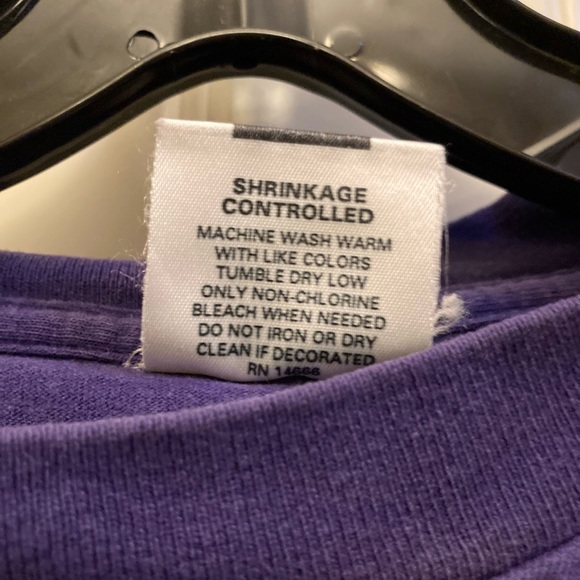 SHRINKAGE
CONTROLLED
MACHINE WASH WARM
WITH LIKE COLORS
TUMBLE DRY LOW
ONLY NON-CHLORINE
BLEACH WHEN NEEDED
DO NOT IRON OR DRY
CLEAN IF DECORATED
RN 14666